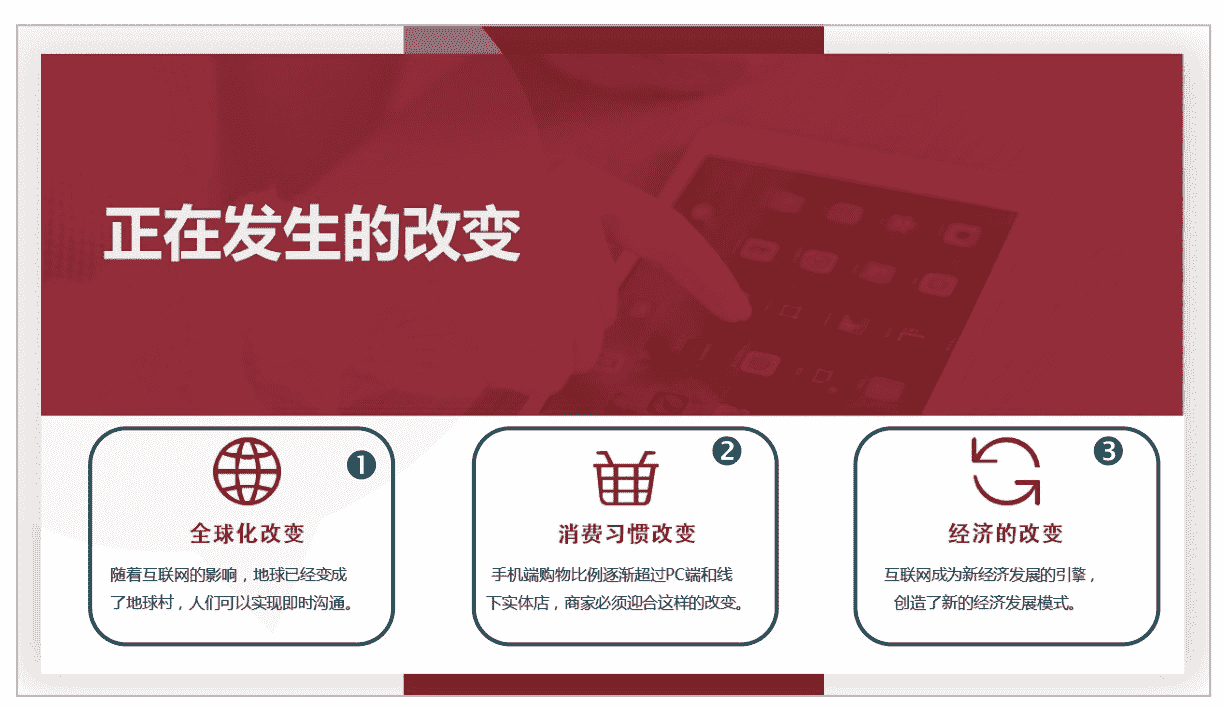 正在发生的改变
❶
全球化改变
随着互联网的影响，地球已经变成
了地球村，人们可以实现即时沟通。
❷
消费习惯改变
手机端购物比例逐渐超过PC端和线
下实体店，商家必须迎合这样的改变。
❸
经济的改变
互联网成为新经济发展的引擎，
创造了新的经济发展模式。